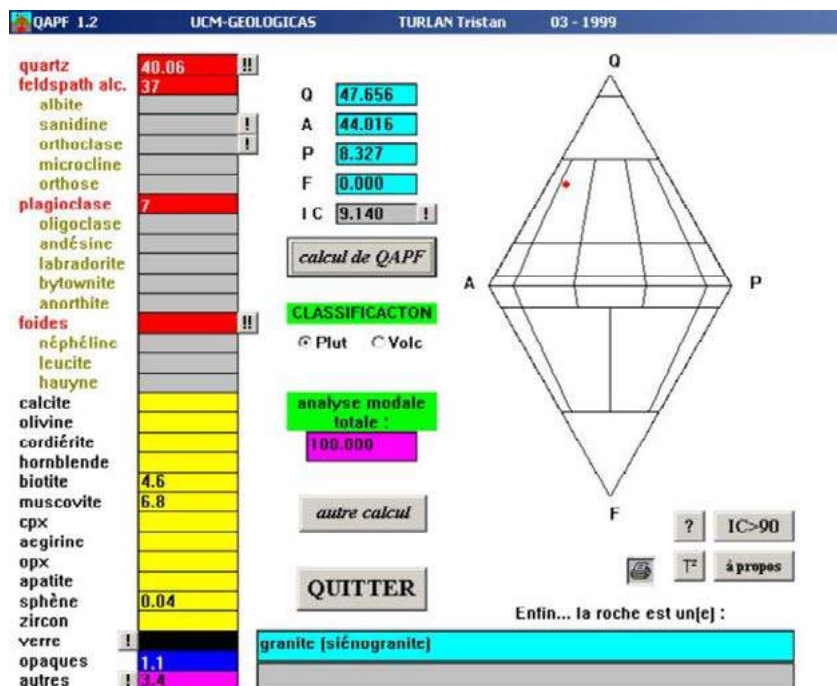 QAPF 1.2 UCM-GEOLOGICAS TURLAN Tristan 03 - 1999
quartz 40.06 !!
feldspath alc. 37
albite
sanidine !
orthoclase !
microcline
orthose
plagioclase 7
oligoclase
andésine
labradorite
bytownite
anorthite
foides !!
néphéline
leucite
hauyne
calcite
olivine
cordiérite
hornblende
biotite 4.6
muscovite 6.8
cpx
aegirine
opx
apatite
sphène 0.04
zircon
verre !
opaques 1.1
autres ! 3.4
Q 47.656
A 44.016
P 8.327
F 0.000
IC 9.140 !
calcul de QAPF
CLASSIFICACTON
Plut Volc
analyse modale
totale :
100.000
autre calcul
QUITTER
Q
A P
F
? IC>90
T² à propos
Enfin... la roche est un(e) :
granite (siénogranite)